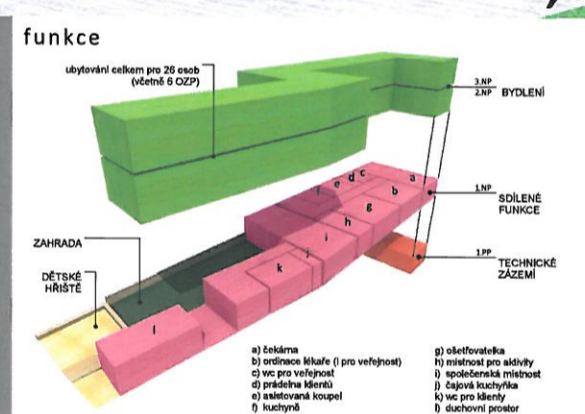 funkce
ubytování celkem pro 26 osob
(včetně 6 OZP)
3.NP
2.NP
BYDLENÍ
1.NP
SDÍLENÉ
FUNKCE
1.PP
TECHNICKÉ
ZÁZEMÍ
ZAHRADA
DĚTSKÉ
HŘIŠTĚ
f
e
d
c
a
b
g
h
i
j
k
l
a) čekárna
b) ordinace lékaře (i pro veřejnost)
c) wc pro veřejnost
d) prádelna klientů
e) asistovaná koupel
f) kuchyně
g) ošetřovatelka
h) místnost pro aktivity
i) společenská místnost
j) čajová kuchyňka
k) wc pro klienty
l) duchovní prostor